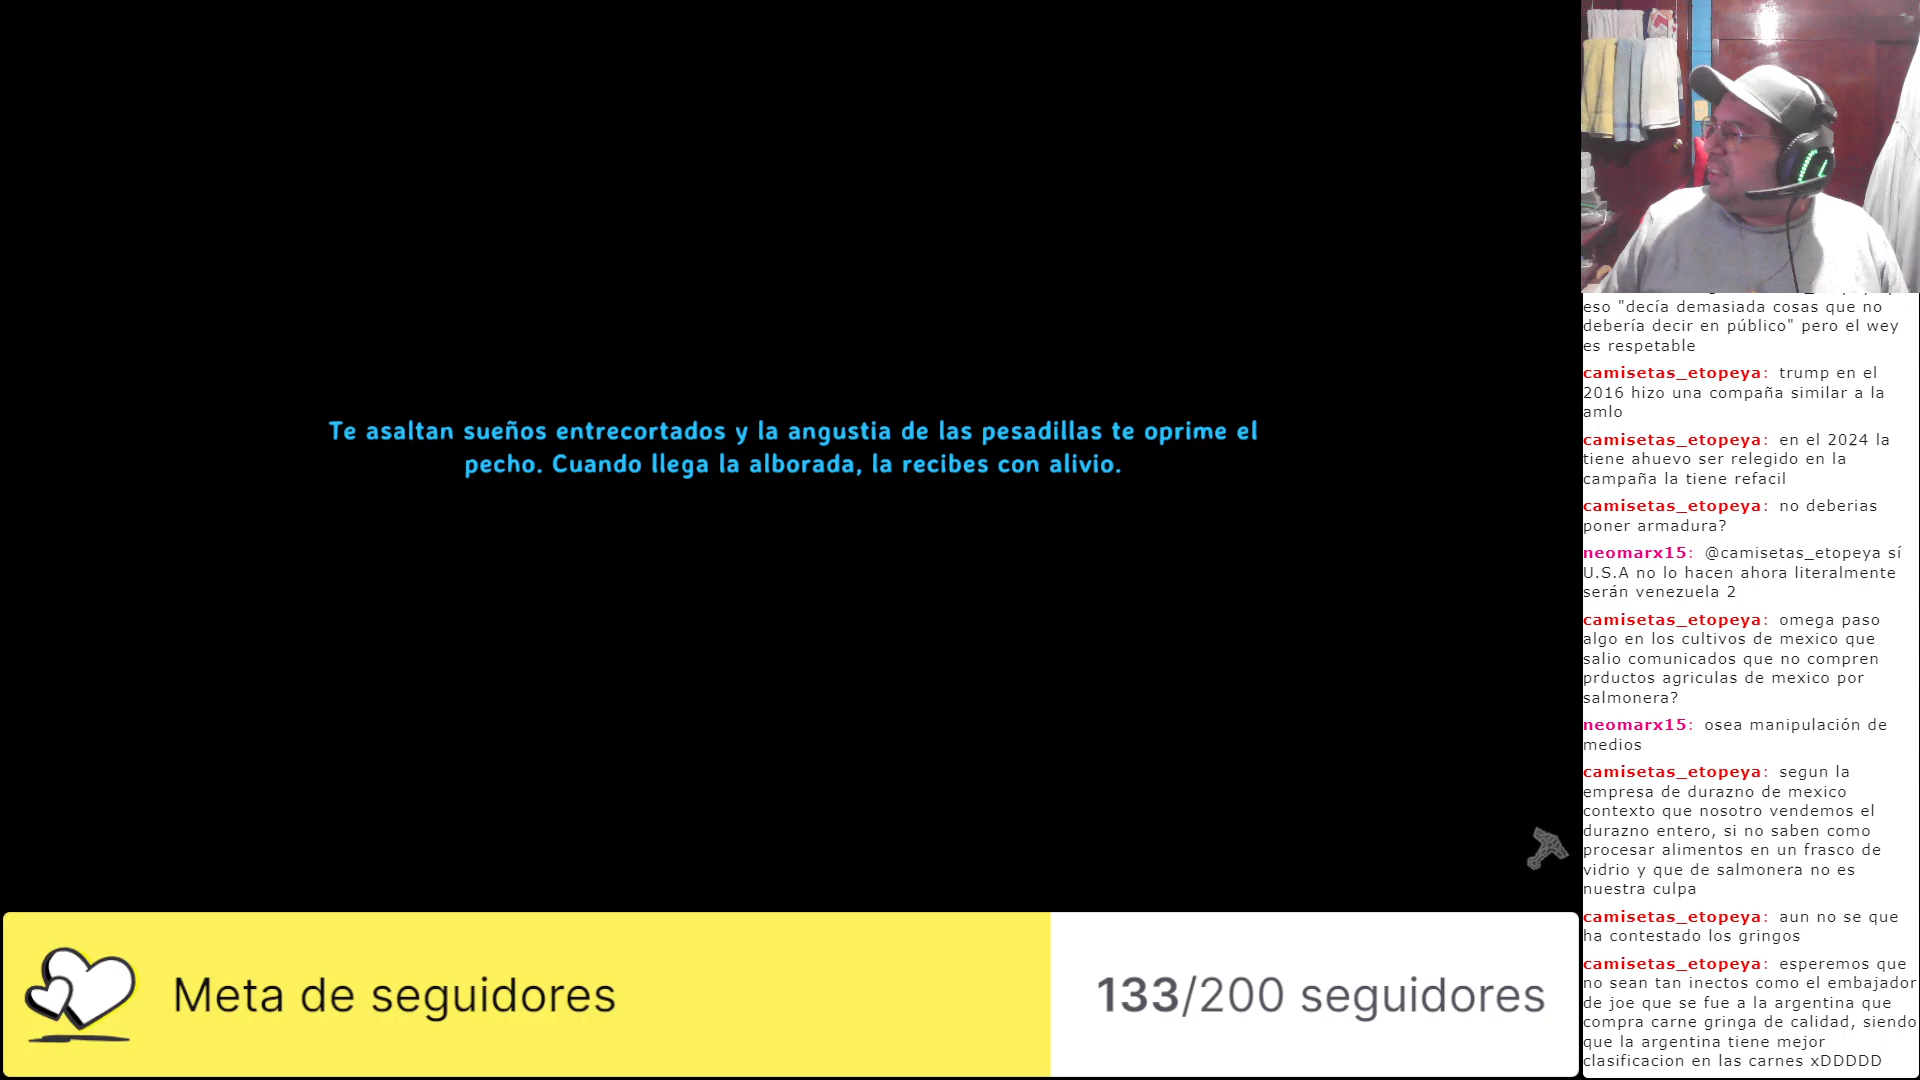 Te asaltan sueños entrecortados y la angustia de las pesadillas te oprime el
pecho. Cuando llega la alborada, la recibes con alivio.
Meta de seguidores
133/200 seguidores
eso "decía demasiada cosas que no
debería decir en público" pero el wey
es respetable
camisetas_etopeya: trump en el
2016 hizo una compaña similar a la
amlo
camisetas_etopeya: en el 2024 la
tiene ahuevo ser relegido en la
campaña la tiene refacil
camisetas_etopeya: no deberias
poner armadura?
neomarx15: @camisetas_etopeya sí
U.S.A no lo hacen ahora literalmente
serán venezuela 2
camisetas_etopeya: omega paso
algo en los cultivos de mexico que
salio comunicados que no compren
prductos agriculas de mexico por
salmonera?
neomarx15: osea manipulación de
medios
camisetas_etopeya: segun la
empresa de durazno de mexico
contexto que nosotro vendemos el
durazno entero, si no saben como
procesar alimentos en un frasco de
vidrio y que de salmonera no es
nuestra culpa
camisetas_etopeya: aun no se que
ha contestado los gringos
camisetas_etopeya: esperemos que
no sean tan inectos como el embajador
de joe que se fue a la argentina que
compra carne gringa de calidad, siendo
que la argentina tiene mejor
clasificacion en las carnes xDDDDD